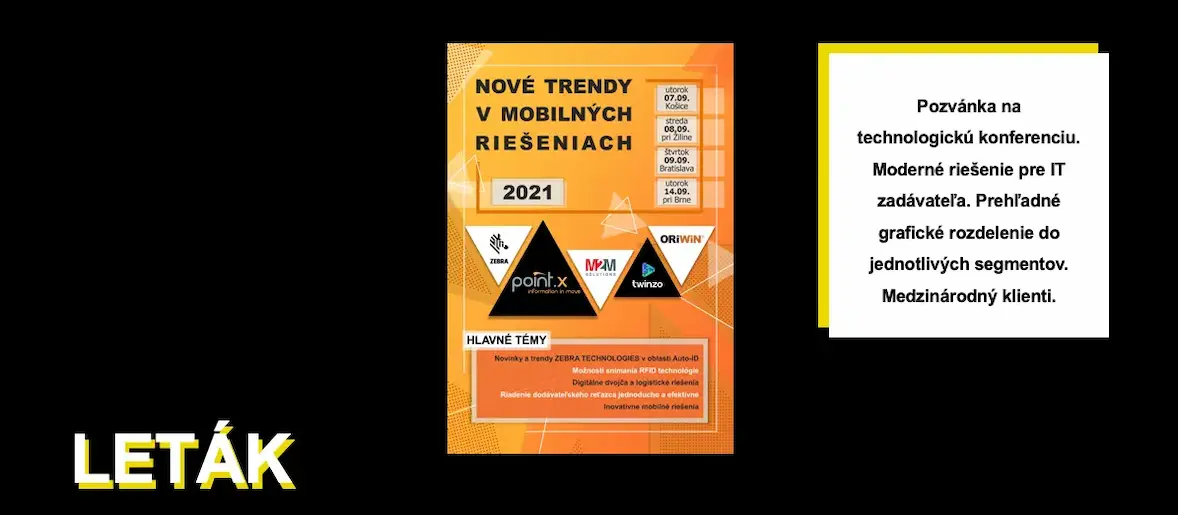 NOVÉ TRENDY
V MOBILNÝCH
RIEŠENIACH
2021
utorok
07.09.
Košice
streda
08,09.
pri Žiline
štvrtok
09.09.
Bratislava
utorok
14.09.
pri Brne
ZEBRA
point.x
information in move
M2M
SOLUTIONS
twinzo
ORiWiN®
HLAVNÉ TÉMY
Novinky a trendy ZEBRA TECHNOLOGIES v oblasti Auto-ID
Možnosti snímania RFID technológie
Digitálne dvojča a logistické riešenia
Riadenie dodávateľského reťazca jednoducho a efektívne
Inovatívne mobilné riešenia
Pozvánka na
technologickú konferenciu.
Moderné riešenie pre IT
zadávateľa. Prehľadné
grafické rozdelenie do
jednotlivých segmentov.
Medzinárodný klienti.
LETÁK